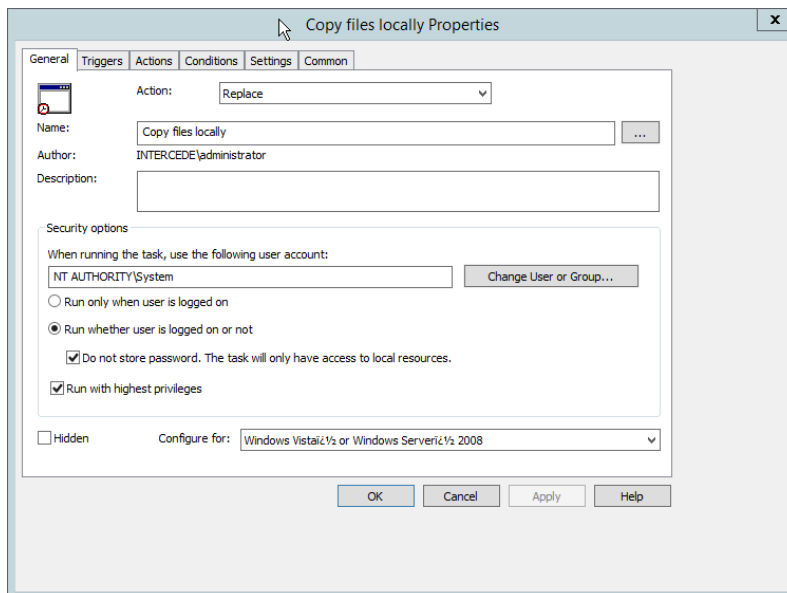 Copy files locally Properties
x
General Triggers Actions Conditions Settings Common
Action: Replace
Name: Copy files locally ...
Author: INTERCEDE\administrator
Description:
Security options
When running the task, use the following user account:
NT AUTHORITY\System Change User or Group...
Run only when user is logged on
Run whether user is logged on or not
Do not store password. The task will only have access to local resources.
Run with highest privileges
Hidden Configure for: Windows Vistaï¿½ or Windows Serverï¿½ 2008
OK Cancel Apply Help